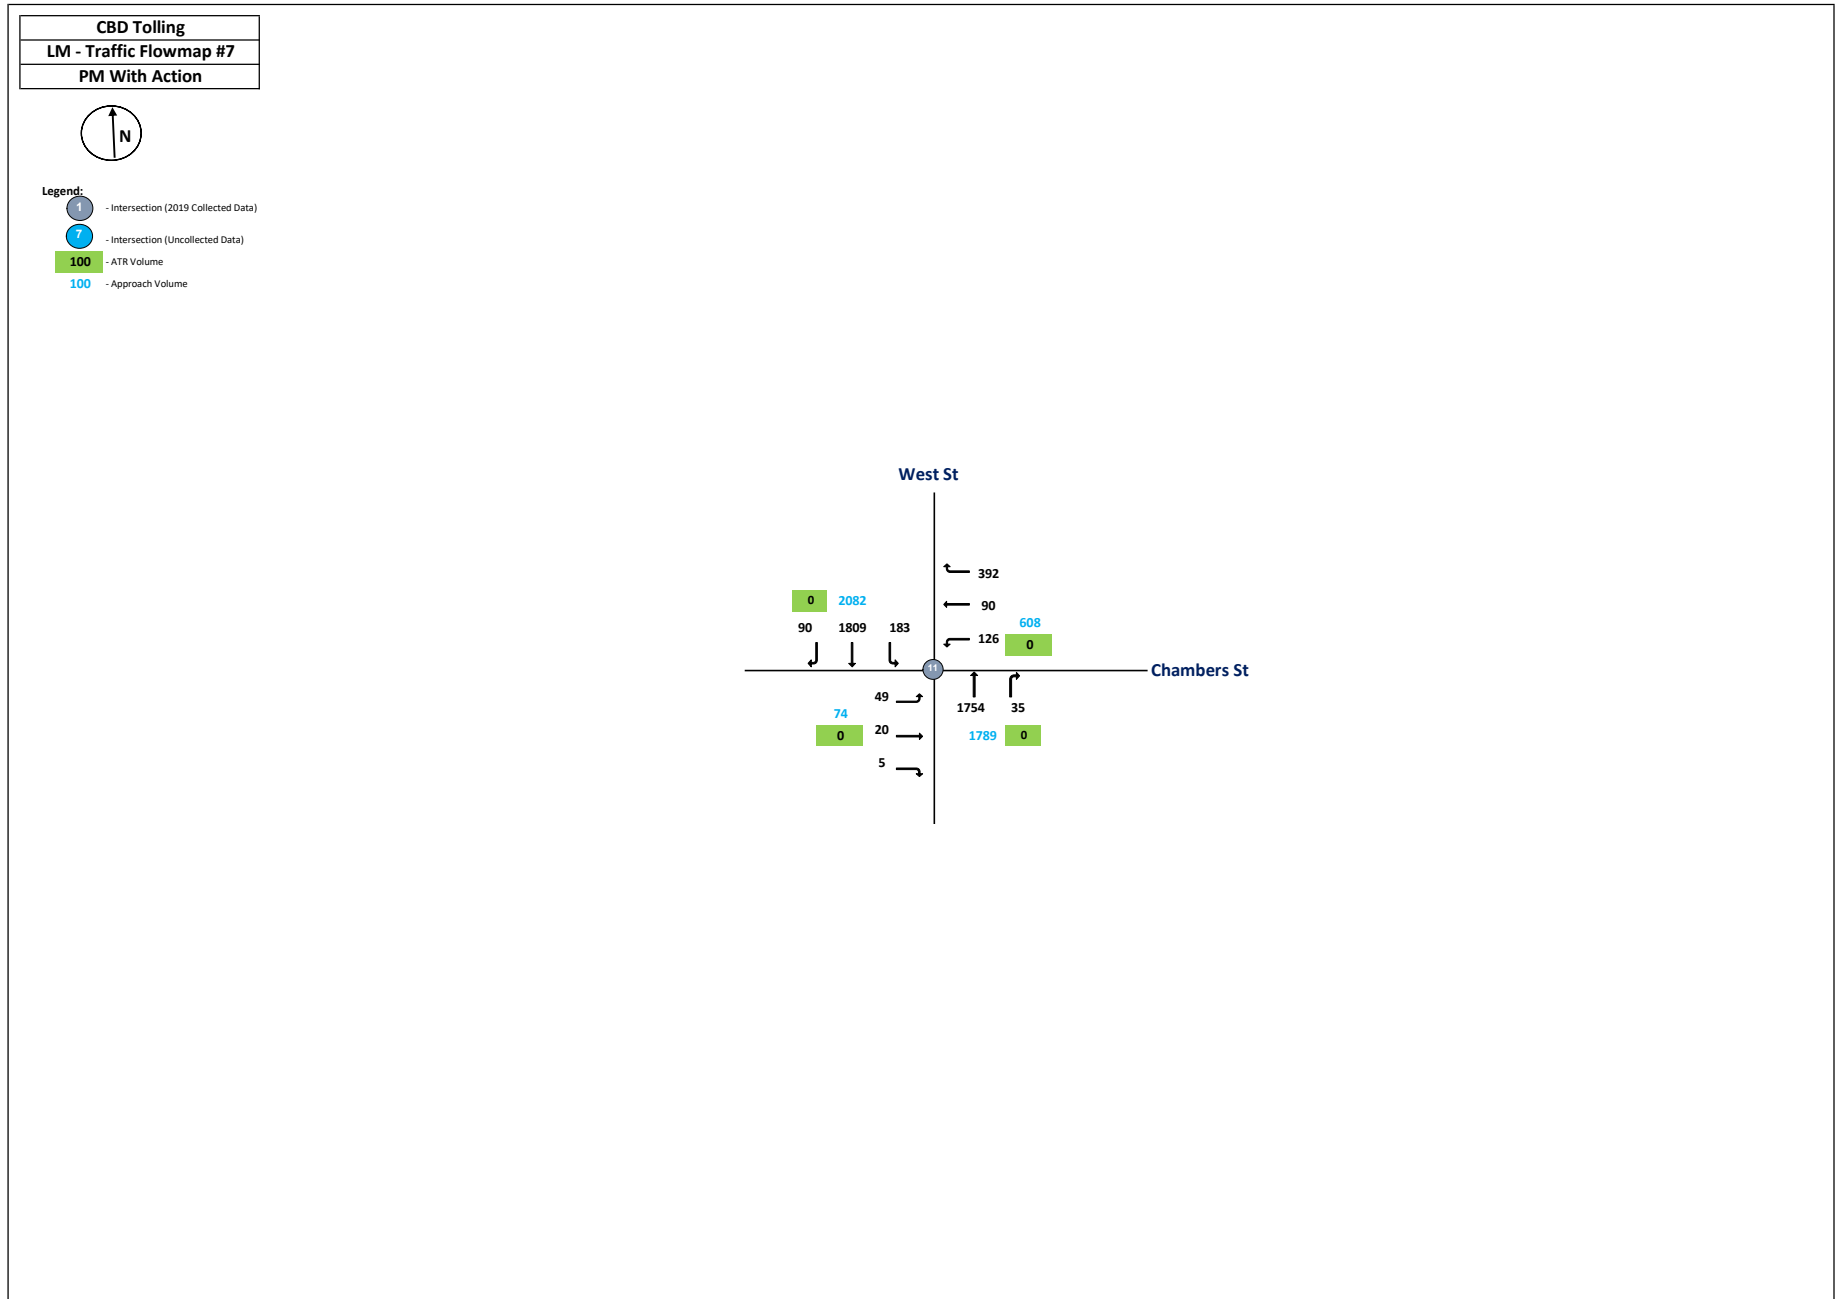 CBD Tolling
LM - Traffic Flowmap #7
PM With Action
N
Legend:
1 - Intersection (2019 Collected Data)
7 - Intersection (Uncollected Data)
100 - ATR Volume
100 - Approach Volume
West St
392
0 2082 90
608
90 1809 183
126 0
11
Chambers St
49
1754 35
74
0 20 1789 0
5